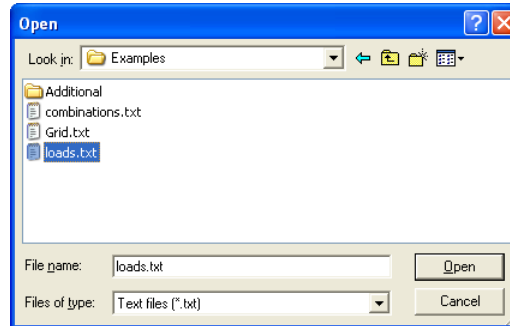 Open
Look in: Examples
Additional
combinations.txt
Grid.txt
loads.txt
File name: loads.txt Open
Files of type: Text files (*.txt) Cancel